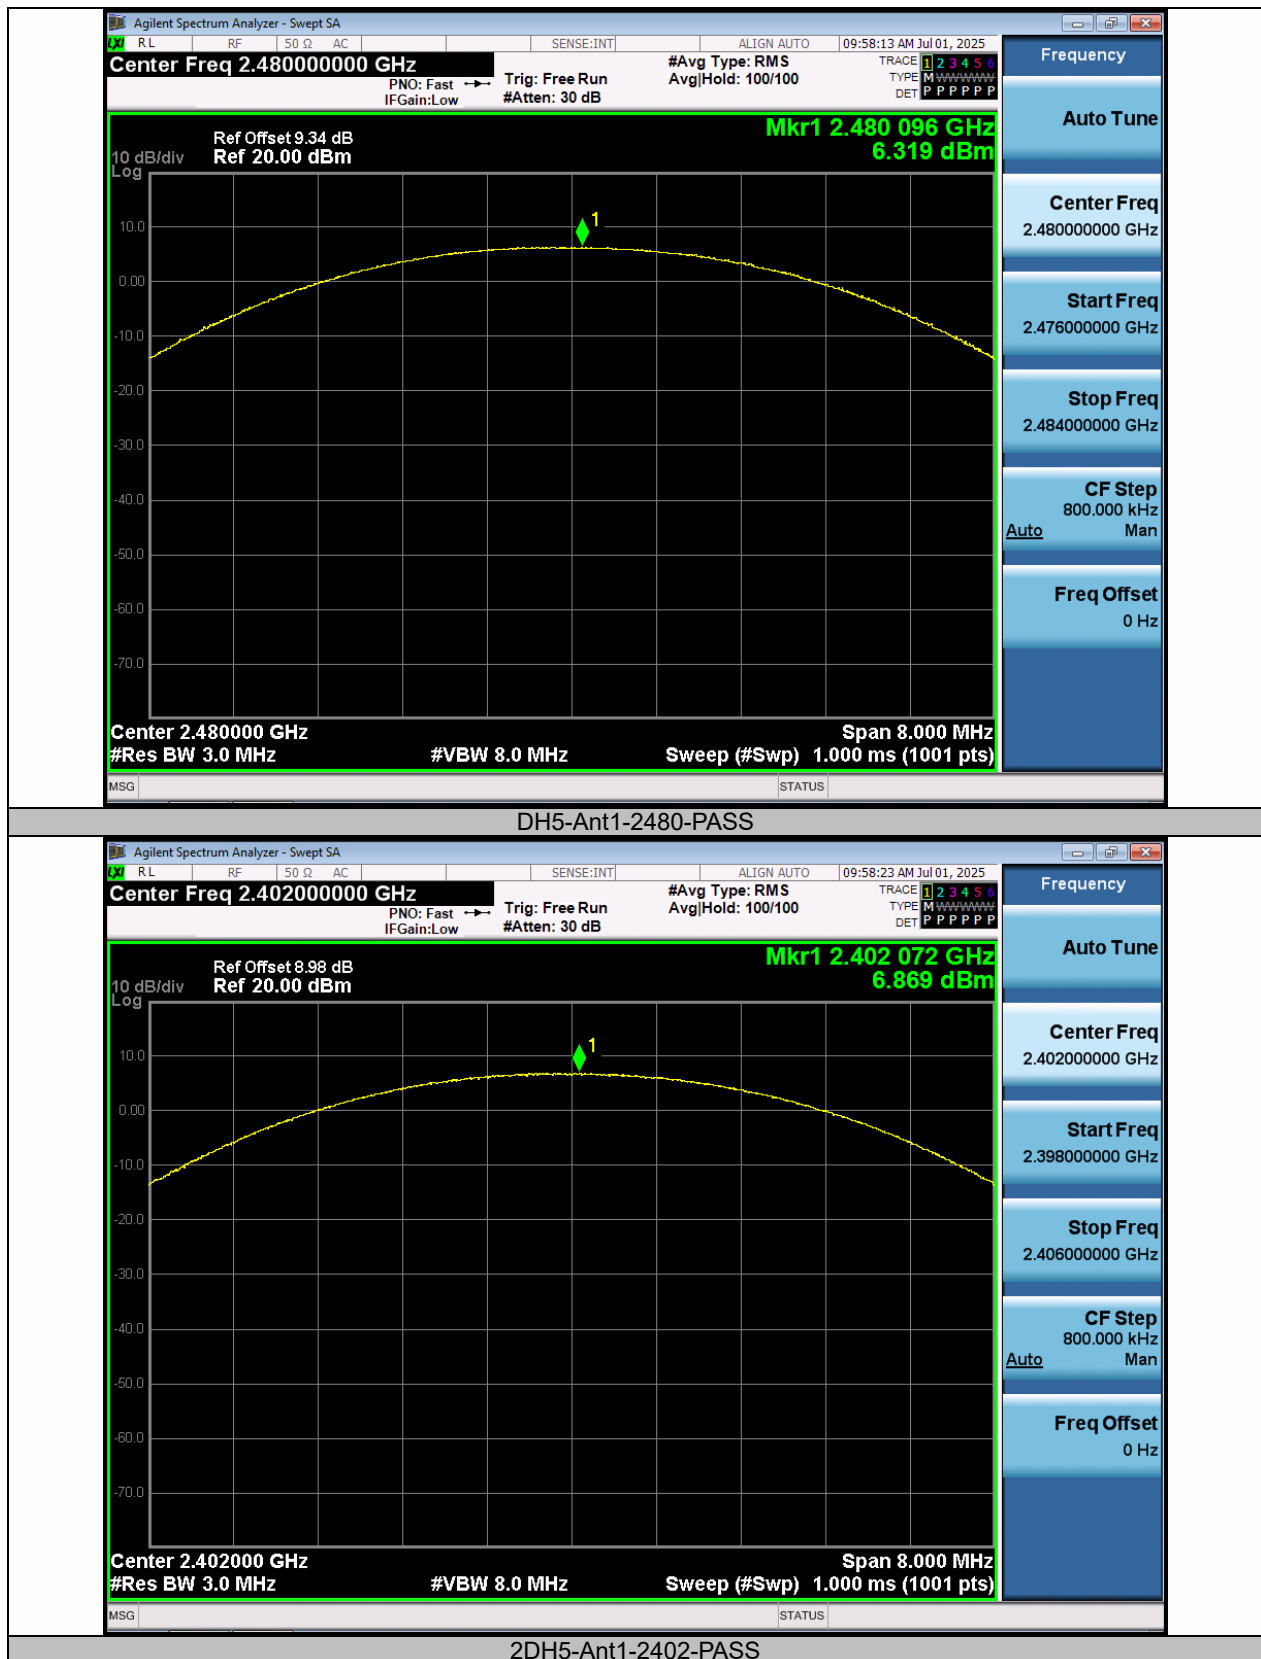 Agilent Spectrum Analyzer - Swept SA
LXI RL RF 50 Ω AC SENSE:INT ALIGN AUTO 09:58:13 AM Jul 01, 2025
Center Freq 2.480000000 GHz
PNO: Fast
IFGain:Low
Trig: Free Run
#Atten: 30 dB
#Avg Type: RMS
Avg|Hold: 100/100
TRACE 1 2 3 4 5 6
TYPE M WWWWW
DET P P P P P P
Mkr1 2.480 096 GHz
6.319 dBm
Ref Offset 9.34 dB
10 dB/div Ref 20.00 dBm
Log
10.0
0.00
-10.0
-20.0
-30.0
-40.0
-50.0
-60.0
-70.0
1
Center 2.480000 GHz Span 8.000 MHz
#Res BW 3.0 MHz #VBW 8.0 MHz Sweep (#Swp) 1.000 ms (1001 pts)
MSG STATUS
Frequency
Auto Tune
Center Freq
2.480000000 GHz
Start Freq
2.476000000 GHz
Stop Freq
2.484000000 GHz
CF Step
800.000 kHz
Auto Man
Freq Offset
0 Hz
DH5-Ant1-2480-PASS
Agilent Spectrum Analyzer - Swept SA
LXI RL RF 50 Ω AC SENSE:INT ALIGN AUTO 09:58:23 AM Jul 01, 2025
Center Freq 2.402000000 GHz
PNO: Fast
IFGain:Low
Trig: Free Run
#Atten: 30 dB
#Avg Type: RMS
Avg|Hold: 100/100
TRACE 1 2 3 4 5 6
TYPE M WWWWW
DET P P P P P P
Mkr1 2.402 072 GHz
6.869 dBm
Ref Offset 8.98 dB
10 dB/div Ref 20.00 dBm
Log
10.0
0.00
-10.0
-20.0
-30.0
-40.0
-50.0
-60.0
-70.0
1
Center 2.402000 GHz Span 8.000 MHz
#Res BW 3.0 MHz #VBW 8.0 MHz Sweep (#Swp) 1.000 ms (1001 pts)
MSG STATUS
Frequency
Auto Tune
Center Freq
2.402000000 GHz
Start Freq
2.398000000 GHz
Stop Freq
2.406000000 GHz
CF Step
800.000 kHz
Auto Man
Freq Offset
0 Hz
2DH5-Ant1-2402-PASS